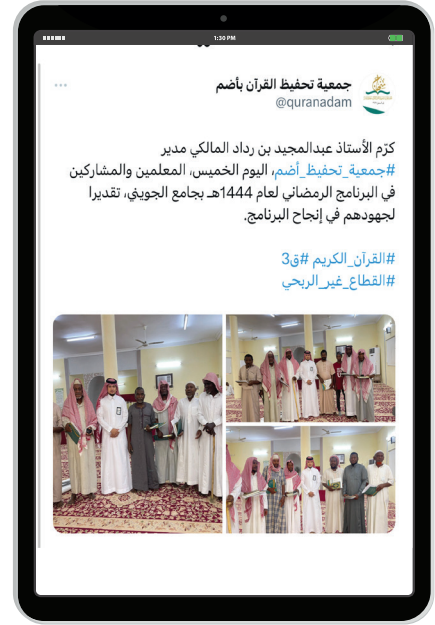 1:30 PM
جمعية تحفيظ القرآن بأضم
@quranadam
كرّم الأستاذ عبدالمجيد بن رداد المالكي مدير
#جمعية_تحفيظ_أضم، اليوم الخميس، المعلمين والمشاركين
في البرنامج الرمضاني لعام 1444هـ بجامع الجويني، تقديرا
لجهودهم في إنجاح البرنامج.
#القرآن_الكريم #ق3
#القطاع_غير_الربحي